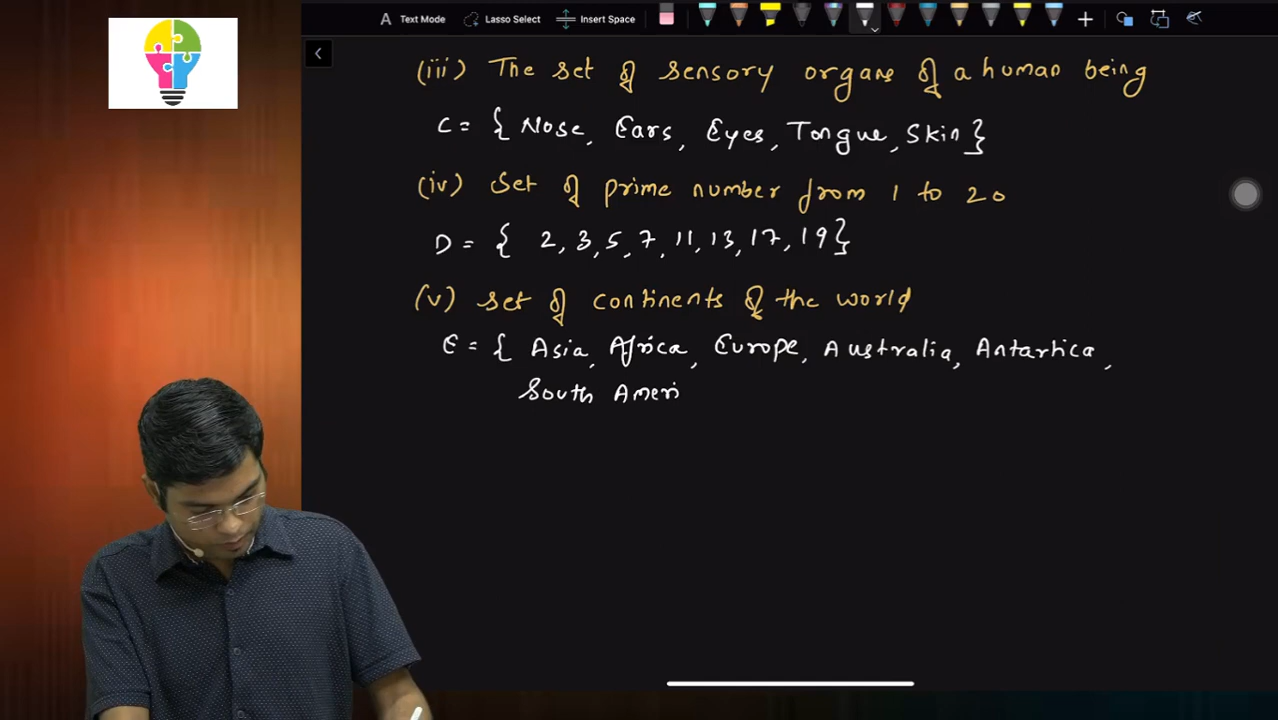 Text Mode Lasso Select Insert Space
(iii) The set of sensory organs of a human being
C = { Nose, Ears, Eyes, Tongue, Skin }
(iv) Set of prime number from 1 to 20
D = { 2, 3, 5, 7, 11, 13, 17, 19 }
(v) Set of continents of the world
E = { Asia, Africa, Europe, Australia, Antartica,
South Ameri